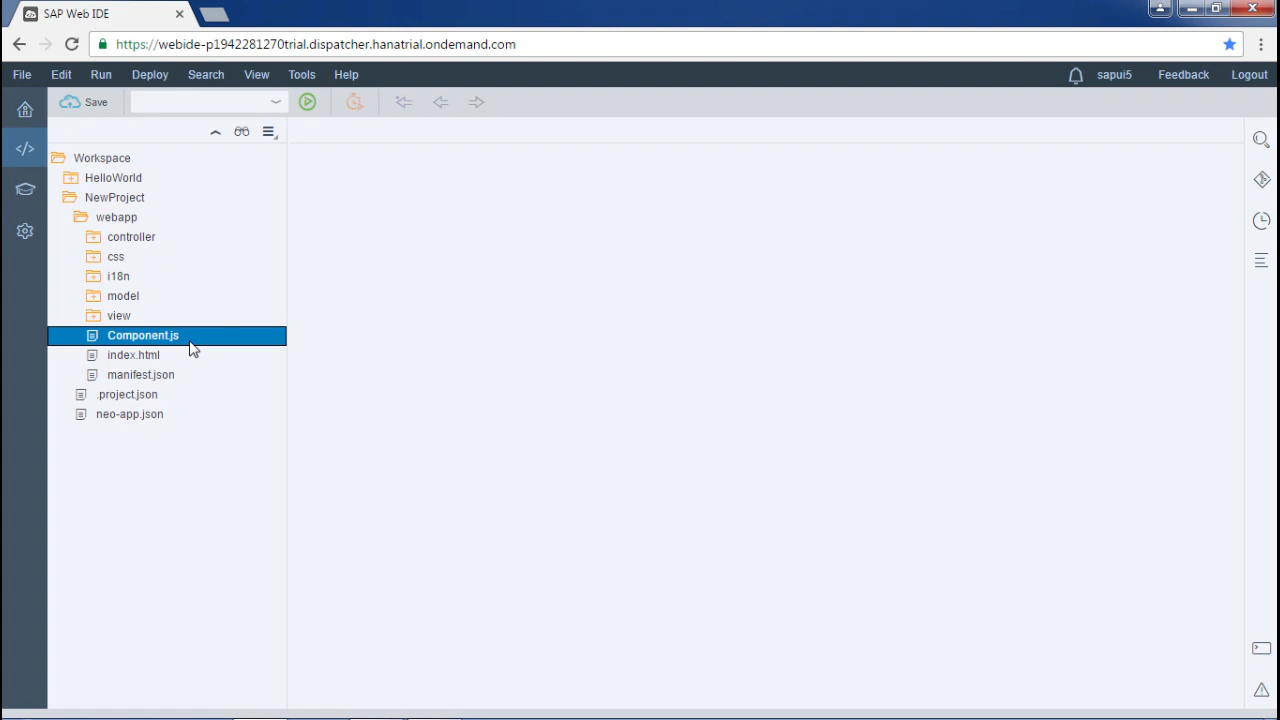 SAP Web IDE
https://webide-p1942281270trial.dispatcher.hanatrial.ondemand.com
File Edit Run Deploy Search View Tools Help sapui5 Feedback Logout
Save
Workspace
HelloWorld
NewProject
webapp
controller
css
i18n
model
view
Component.js
index.html
manifest.json
.project.json
neo-app.json